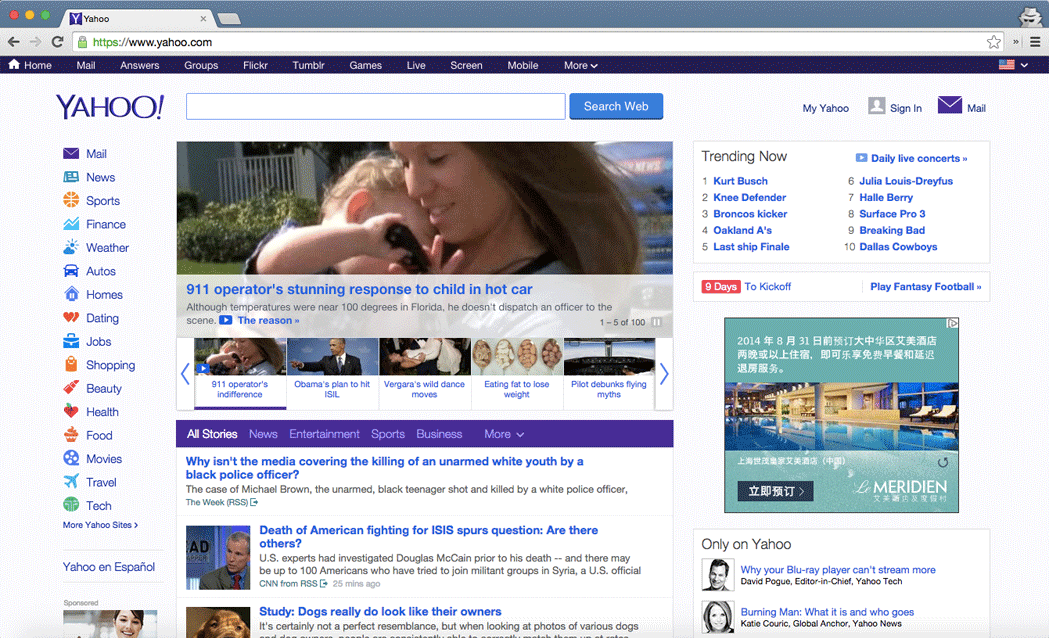 Yahoo
https://www.yahoo.com
Home Mail Answers Groups Flickr Tumblr Games Live Screen Mobile More
YAHOO!
Search Web
My Yahoo Sign In Mail
Mail
News
Sports
Finance
Weather
Autos
Homes
Dating
Jobs
Shopping
Beauty
Health
Food
Movies
Travel
Tech
More Yahoo Sites ›
Yahoo en Español
Sponsored
911 operator's stunning response to child in hot car
Although temperatures were near 100 degrees in Florida, he doesn't dispatch an officer to the
scene. The reason »
1 – 5 of 100
911 operator's
indifference
Obama's plan to hit
ISIL
Vergara's wild dance
moves
Eating fat to lose
weight
Pilot debunks flying
myths
All Stories News Entertainment Sports Business More
Why isn't the media covering the killing of an unarmed white youth by a
black police officer?
The case of Michael Brown, the unarmed, black teenager shot and killed by a white police officer,
The Week (RSS)
Death of American fighting for ISIS spurs question: Are there
others?
U.S. experts had investigated Douglas McCain prior to his death -- and there may
be up to 100 Americans who have tried to join militant groups in Syria, a U.S. official
CNN from RSS 25 mins ago
Study: Dogs really do look like their owners
It's certainly not a perfect resemblance, but when looking at photos of various dogs
Trending Now
Daily live concerts »
1 Kurt Busch
2 Knee Defender
3 Broncos kicker
4 Oakland A's
5 Last ship Finale
6 Julia Louis-Dreyfus
7 Halle Berry
8 Surface Pro 3
9 Breaking Bad
10 Dallas Cowboys
9 Days To Kickoff
Play Fantasy Football »
2014 年 8 月 31 日前预订大中华区艾美酒店
两晚或以上住宿，即可乐享免费早餐和延迟
退房服务。
上海世茂皇家艾美酒店（中国）
立即预订 ›
Le MERIDIEN
艾美酒店及度假村
Only on Yahoo
Why your Blu-ray player can't stream more
David Pogue, Editor-in-Chief, Yahoo Tech
Burning Man: What it is and who goes
Katie Couric, Global Anchor, Yahoo News